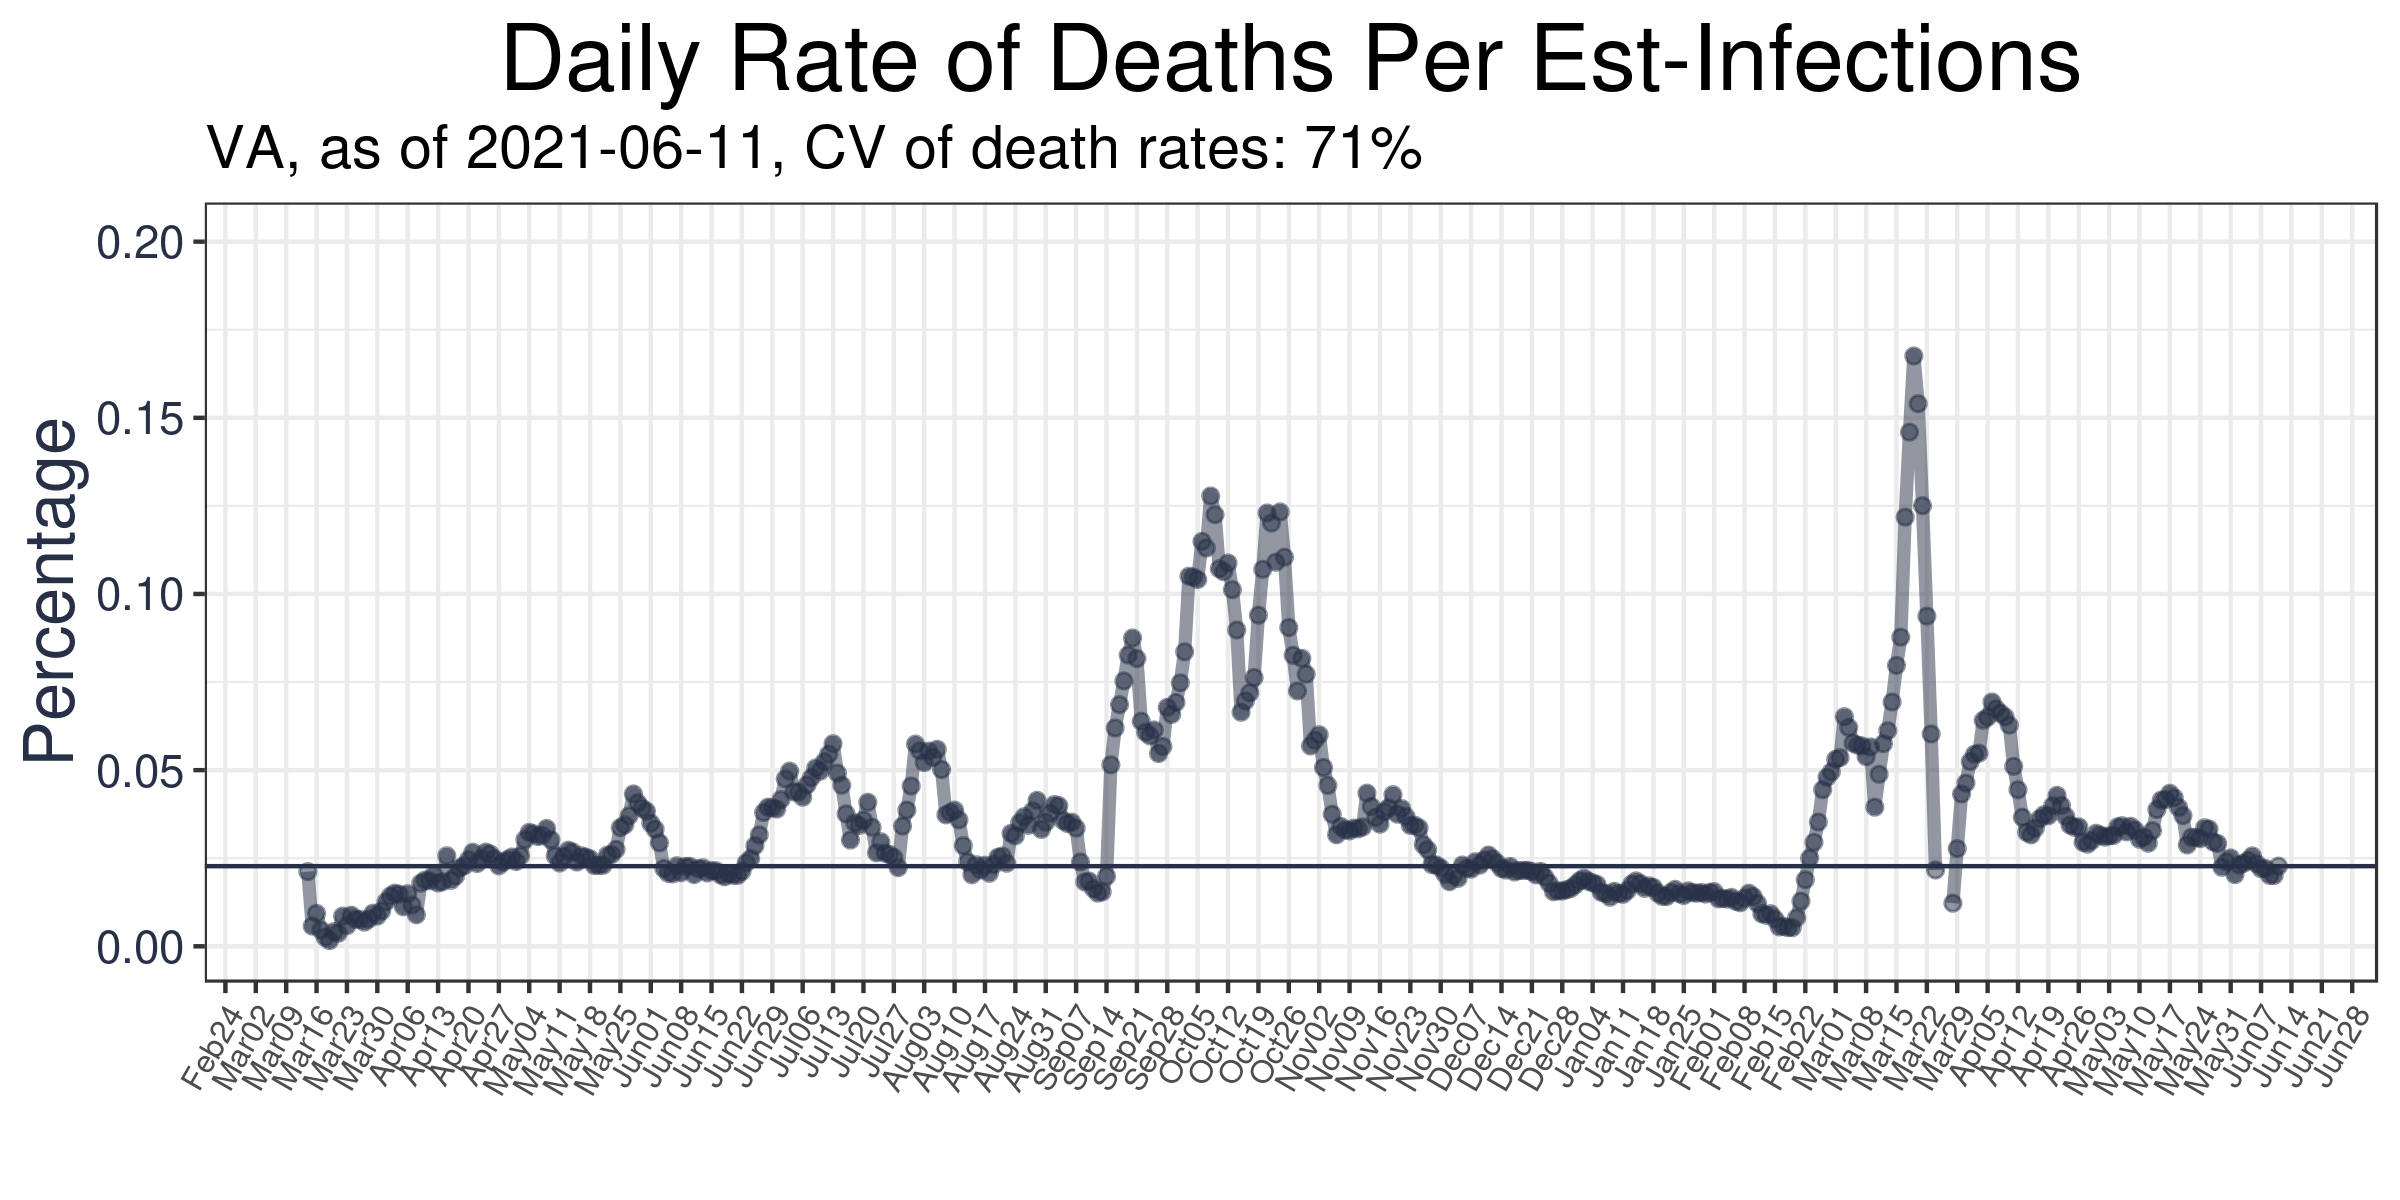 Daily Rate of Deaths Per Est-Infections
VA, as of 2021-06-11, CV of death rates: 71%
Percentage
0.20
0.15
0.10
0.05
0.00
Feb24
Mar02
Mar09
Mar16
Mar23
Mar30
Apr06
Apr13
Apr20
Apr27
May04
May11
May18
May25
Jun01
Jun08
Jun15
Jun22
Jun29
Jul06
Jul13
Jul20
Jul27
Aug03
Aug10
Aug17
Aug24
Aug31
Sep07
Sep14
Sep21
Sep28
Oct05
Oct12
Oct19
Oct26
Nov02
Nov09
Nov16
Nov23
Nov30
Dec07
Dec14
Dec21
Dec28
Jan04
Jan11
Jan18
Jan25
Feb01
Feb08
Feb15
Feb22
Mar01
Mar08
Mar15
Mar22
Mar29
Apr05
Apr12
Apr19
Apr26
May03
May10
May17
May24
May31
Jun07
Jun14
Jun21
Jun28